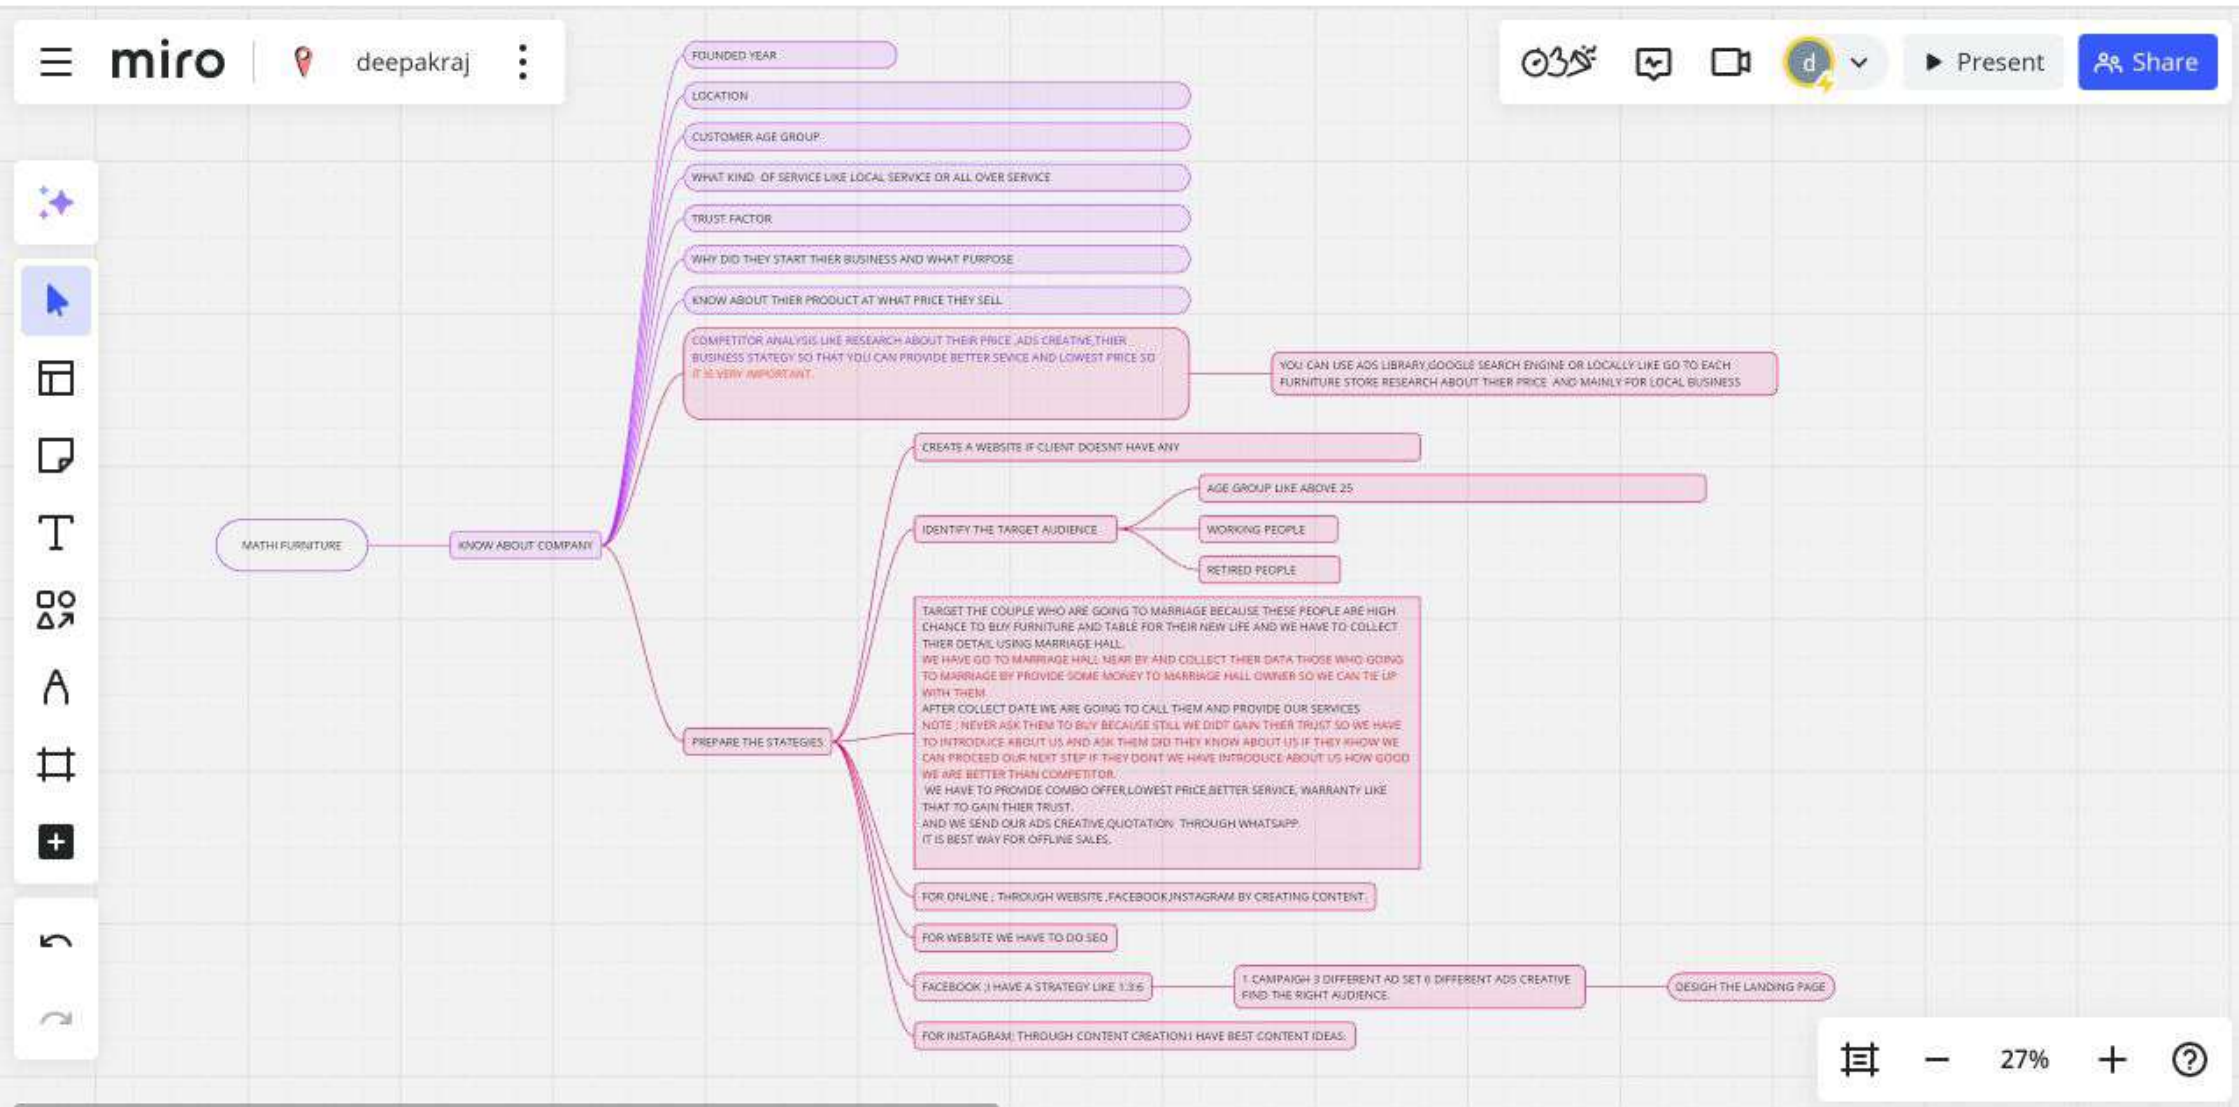 miro
deepakraj
Present
Share
d
FOUNDED YEAR
LOCATION
CUSTOMER AGE GROUP
WHAT KIND OF SERVICE LIKE LOCAL SERVICE OR ALL OVER SERVICE
TRUST FACTOR
WHY DID THEY START THIER BUSINESS AND WHAT PURPOSE
KNOW ABOUT THIER PRODUCT AT WHAT PRICE THEY SELL
COMPETITOR ANALYSIS LIKE RESEARCH ABOUT THEIR PRICE ,ADS CREATIVE,THIER
BUSINESS STATEGY SO THAT YOU CAN PROVIDE BETTER SEVICE AND LOWEST PRICE SO
IT IS VERY IMPORTANT.
YOU CAN USE ADS LIBRARY,GOOGLE SEARCH ENGINE OR LOCALLY LIKE GO TO EACH
FURNITURE STORE RESEARCH ABOUT THIER PRICE AND MAINLY FOR LOCAL BUSINESS
MATHI FURNITURE
KNOW ABOUT COMPANY
PREPARE THE STATEGIES
CREATE A WEBSITE IF CLIENT DOESNT HAVE ANY
IDENTIFY THE TARGET AUDIENCE
AGE GROUP LIKE ABOVE 25
WORKING PEOPLE
RETIRED PEOPLE
TARGET THE COUPLE WHO ARE GOING TO MARRIAGE BECAUSE THESE PEOPLE ARE HIGH
CHANCE TO BUY FURNITURE AND TABLE FOR THEIR NEW LIFE AND WE HAVE TO COLLECT
THIER DETAIL USING MARRIAGE HALL.
WE HAVE GO TO MARRIAGE HALL NEAR BY AND COLLECT THIER DATA THOSE WHO GOING
TO MARRIAGE BY PROVIDE SOME MONEY TO MARRIAGE HALL OWNER SO WE CAN TIE UP
WITH THEM
AFTER COLLECT DATE WE ARE GOING TO CALL THEM AND PROVIDE OUR SERVICES
NOTE ; NEVER ASK THEM TO BUY BECAUSE STILL WE DIDT GAIN THIER TRUST SO WE HAVE
TO INTRODUCE ABOUT US AND ASK THEM DID THEY KNOW ABOUT US IF THEY KHOW WE
CAN PROCEED OUR NEXT STEP IF THEY DONT WE HAVE INTRODUCE ABOUT US HOW GOOD
WE ARE BETTER THAN COMPETITOR.
WE HAVE TO PROVIDE COMBO OFFER,LOWEST PRICE,BETTER SERVICE, WARRANTY LIKE
THAT TO GAIN THIER TRUST.
AND WE SEND OUR ADS CREATIVE,QUOTATION THROUGH WHATSAPP.
IT IS BEST WAY FOR OFFLINE SALES.
FOR ONLINE ; THROUGH WEBSITE ,FACEBOOK,INSTAGRAM BY CREATING CONTENT.
FOR WEBSITE WE HAVE TO DO SEO
FACEBOOK ;I HAVE A STRATEGY LIKE 1:3:6
1 CAMPAIGH 3 DIFFERENT AD SET 6 DIFFERENT ADS CREATIVE
FIND THE RIGHT AUDIENCE.
DESIGH THE LANDING PAGE
FOR INSTAGRAM; THROUGH CONTENT CREATION I HAVE BEST CONTENT IDEAS.
27%